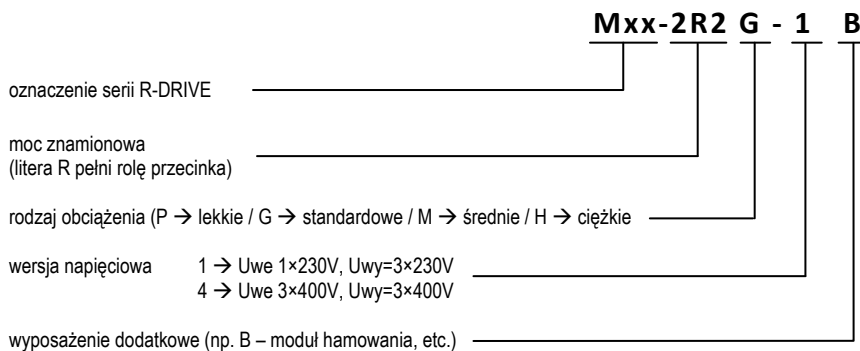 Mxx-2R2 G - 1 B
oznaczenie serii R-DRIVE
moc znamionowa
(litera R pełni rolę przecinka)
rodzaj obciążenia (P → lekkie / G → standardowe / M → średnie / H → ciężkie
wersja napięciowa 1 → Uwe 1×230V, Uwy=3×230V
4 → Uwe 3×400V, Uwy=3×400V
wyposażenie dodatkowe (np. B – moduł hamowania, etc.)